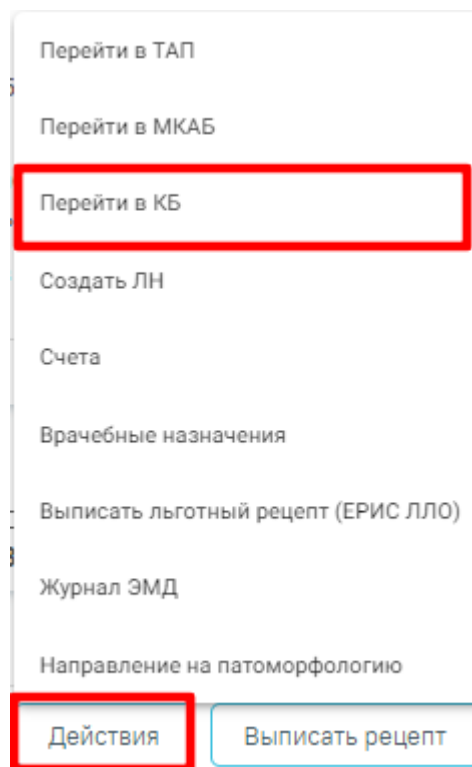 Перейти в ТАП
Перейти в МКАБ
Перейти в КБ
Создать ЛН
Счета
Врачебные назначения
Выписать льготный рецепт (ЕРИС ЛЛО)
Журнал ЭМД
Направление на патоморфологию
Действия Выписать рецепт